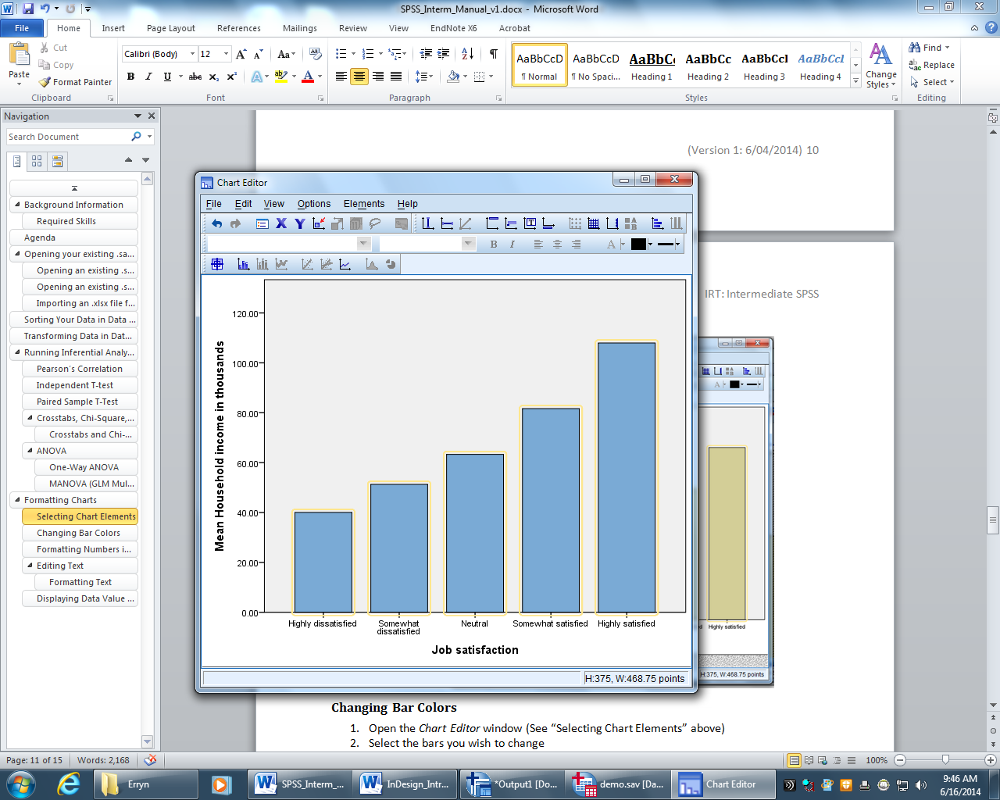 SPSS_Interm_Manual_v1.docx - Microsoft Word
File Home Insert Page Layout References Mailings Review View EndNote X6 Acrobat
Paste
Cut
Copy
Format Painter
Clipboard
Calibri (Body) 12
Font
Paragraph
AaBbCcD AaBbCcD AaBbCc AaBbCc AaBbCcI AaBbCcI
¶ Normal ¶ No Spaci... Heading 1 Heading 2 Heading 3 Heading 4
Change Styles
Styles
Find
Replace
Select
Editing
Navigation
Search Document
Background Information
Required Skills
Agenda
Opening your existing .sa...
Opening an existing .s...
Opening an existing .s...
Importing an .xlsx file f...
Sorting Your Data in Data ...
Transforming Data in Dat...
Running Inferential Analy...
Pearson's Correlation
Independent T-test
Paired Sample T-Test
Crosstabs, Chi-Square,...
Crosstabs and Chi-...
ANOVA
One-Way ANOVA
MANOVA (GLM Mul...
Formatting Charts
Selecting Chart Elements
Changing Bar Colors
Formatting Numbers i...
Editing Text
Formatting Text
Displaying Data Value ...
(Version 1: 6/04/2014) 10
IRT: Intermediate SPSS
Chart Editor
File Edit View Options Elements Help
120.00
100.00
80.00
60.00
40.00
20.00
0.00
Mean Household income in thousands
Highly dissatisfied Somewhat dissatisfied Neutral Somewhat satisfied Highly satisfied
Job satisfaction
H:375, W:468.75 points
Highly satisfied
H:375, W:468.75 points
Changing Bar Colors
1. Open the Chart Editor window (See “Selecting Chart Elements” above)
2. Select the bars you wish to change
Page: 11 of 15 Words: 2,168
100%
Erryn
SPSS_Interm_...
InDesign_Intr...
*Output1 [Do...
demo.sav [Da...
Chart Editor
9:46 AM
6/16/2014